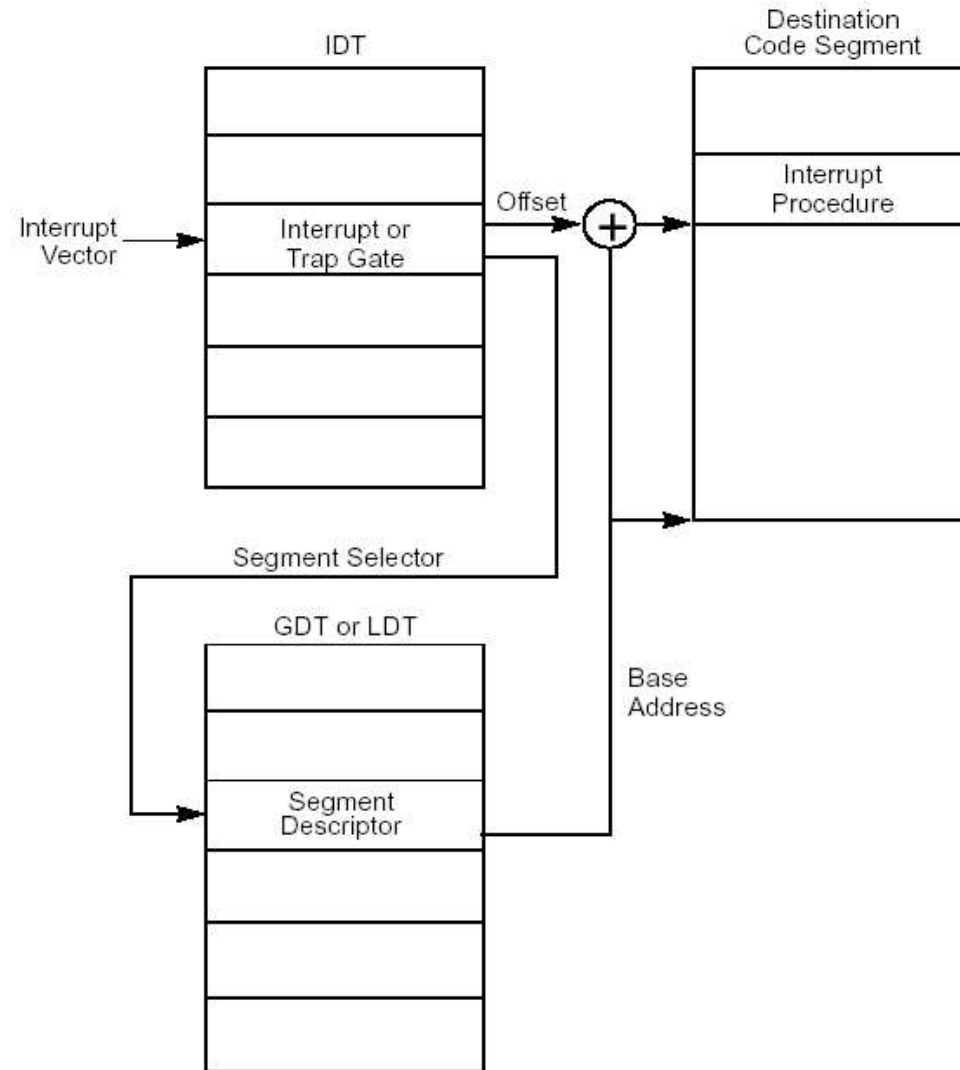 IDT
Destination
Code Segment
Interrupt
Vector
Interrupt or
Trap Gate
Offset
+
Interrupt
Procedure
Segment Selector
GDT or LDT
Base
Address
Segment
Descriptor